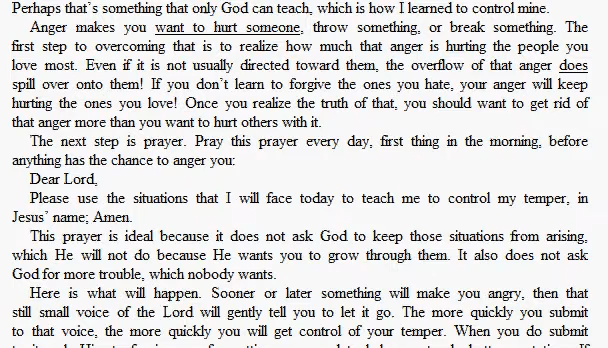 Perhaps that's something that only God can teach, which is how I learned to control mine.
Anger makes you want to hurt someone, throw something, or break something. The
first step to overcoming that is to realize how much that anger is hurting the people you
love most. Even if it is not usually directed toward them, the overflow of that anger does
spill over onto them! If you don't learn to forgive the ones you hate, your anger will keep
hurting the ones you love! Once you realize the truth of that, you should want to get rid of
that anger more than you want to hurt others with it.
The next step is prayer. Pray this prayer every day, first thing in the morning, before
anything has the chance to anger you:
Dear Lord,
Please use the situations that I will face today to teach me to control my temper, in
Jesus' name; Amen.
This prayer is ideal because it does not ask God to keep those situations from arising,
which He will not do because He wants you to grow through them. It also does not ask
God for more trouble, which nobody wants.
Here is what will happen. Sooner or later something will make you angry, then that
still small voice of the Lord will gently tell you to let it go. The more quickly you submit
to that voice, the more quickly you will get control of your temper. When you do submit